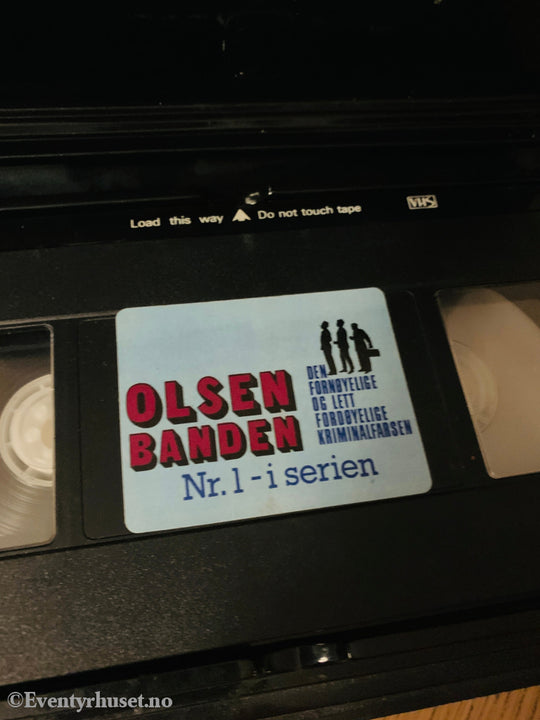 Load this way Do not touch tape VHS
OLSEN
BANDEN
DEN
FORNØYELIGE
OG LETT
FORDØYELIGE
KRIMINALFARSEN
Nr. 1 - i serien
©Eventyrhuset.no